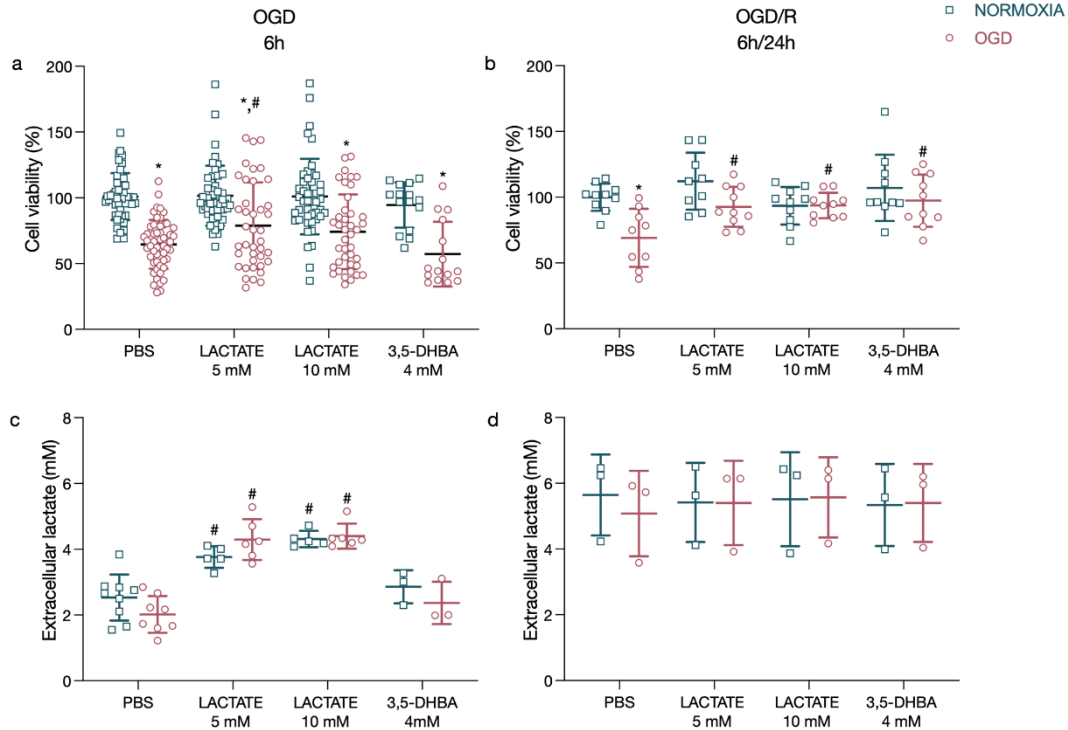 OGD
6h
OGD/R
6h/24h
NORMOXIA
OGD
a
200
150
100
50
0
Cell viability (%)
*
*,#
*
*
PBS
LACTATE
5 mM
LACTATE
10 mM
3,5-DHBA
4 mM
b
200
150
100
50
0
Cell viability (%)
*
#
#
#
PBS
LACTATE
5 mM
LACTATE
10 mM
3,5-DHBA
4 mM
c
8
6
4
2
0
Extracellular lactate (mM)
#
#
#
#
PBS
LACTATE
5 mM
LACTATE
10 mM
3,5-DHBA
4mM
d
8
6
4
2
0
Extracellular lactate (mM)
PBS
LACTATE
5 mM
LACTATE
10 mM
3,5-DHBA
4 mM